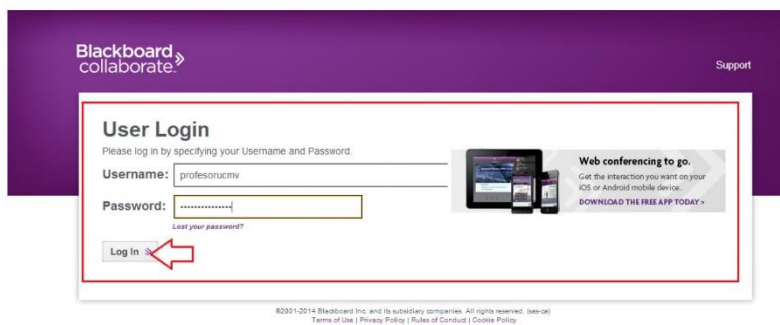 Blackboard
collaborate.
Support
User Login
Please log in by specifying your Username and Password.
Username: profesorucmv
Password: ...............
Lost your password?
Log In »
Web conferencing to go.
Get the interaction you want on your
iOS or Android mobile device.
DOWNLOAD THE FREE APP TODAY >
©2001-2014 Blackboard Inc. and its subsidiary companies. All rights reserved. (sas-ca)
Terms of Use | Privacy Policy | Rules of Conduct | Cookie Policy